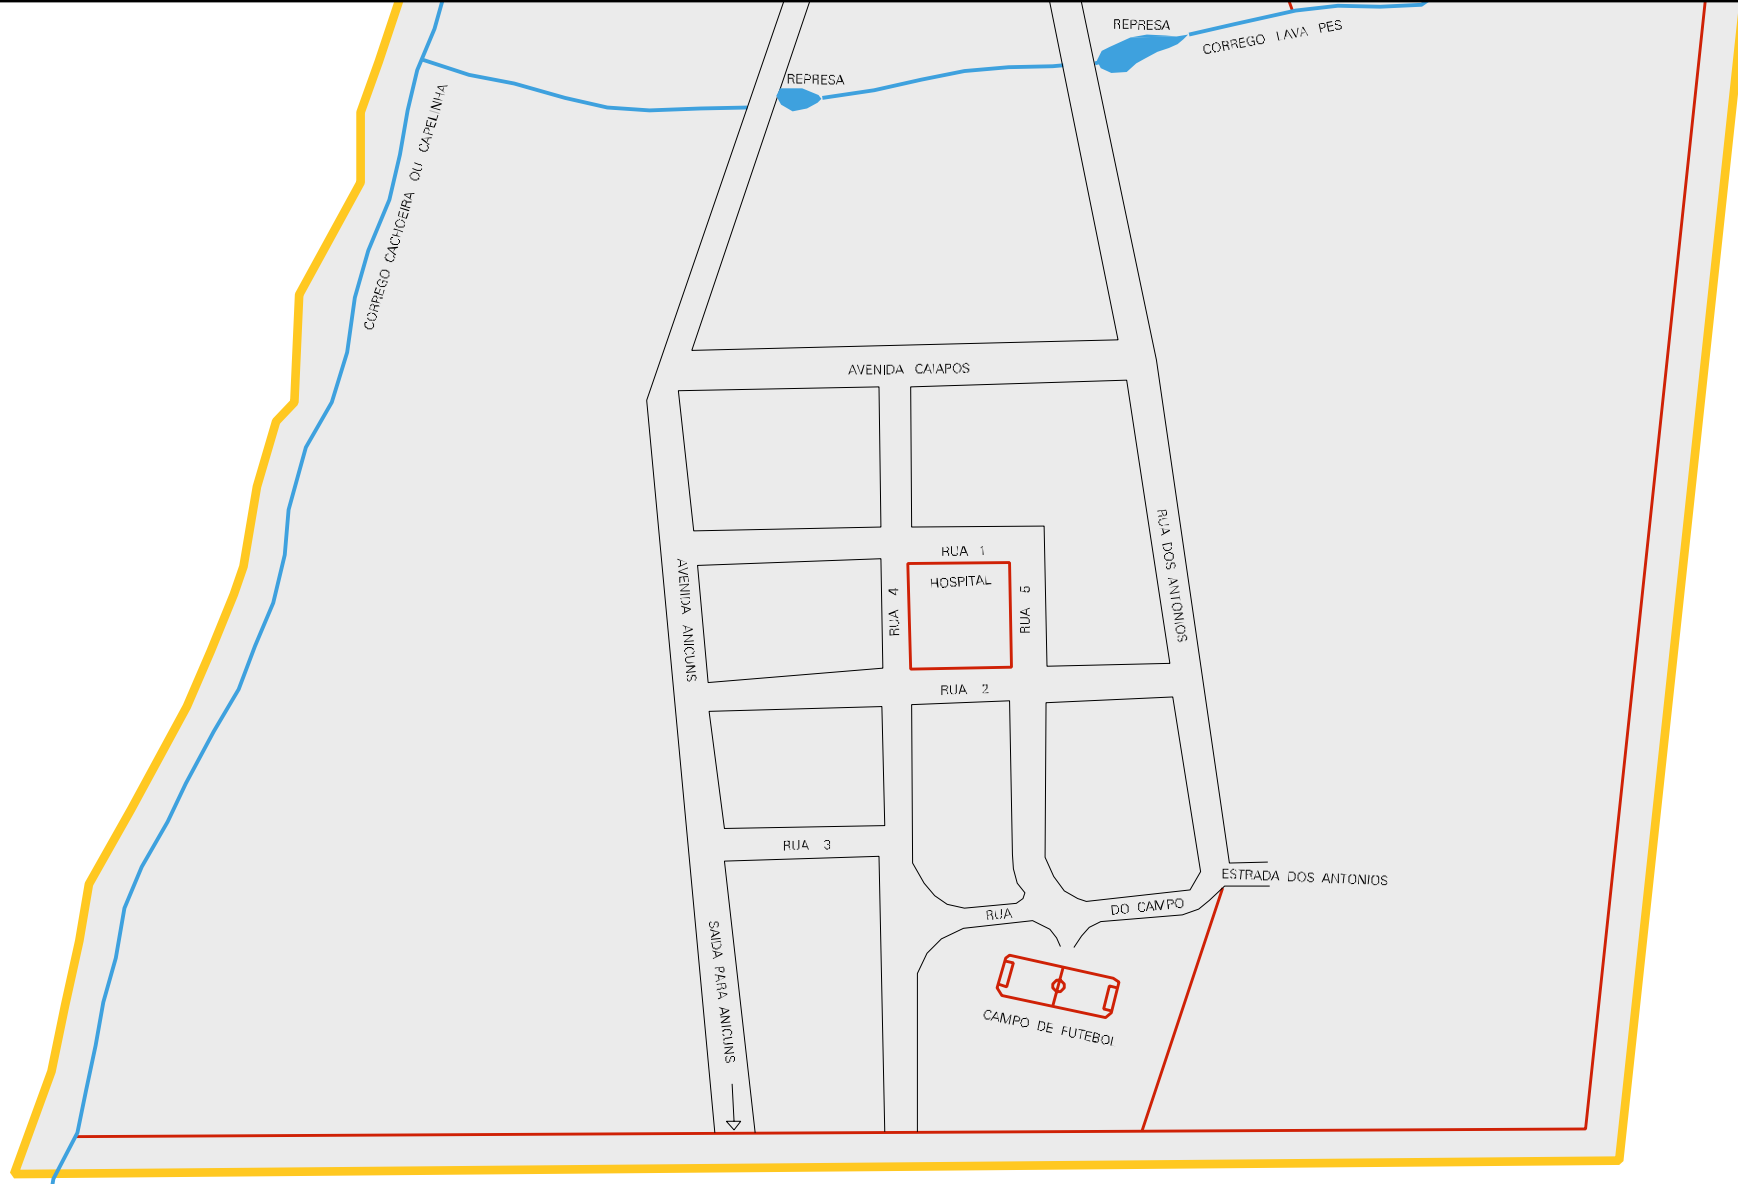 REPRESA
CORREGO LAVA PES
REPRESA
CORREGO CACHOEIRA OU CAPELINHA
AVENIDA CAIAPOS
RUA DOS ANTONIOS
RUA 1
HOSPITAL
RUA 4
RUA 5
AVENIDA ANICUNS
RUA 2
RUA 3
ESTRADA DOS ANTONIOS
RUA DO CAMPO
SAIDA PARA ANICUNS
CAMPO DE FUTEBOL